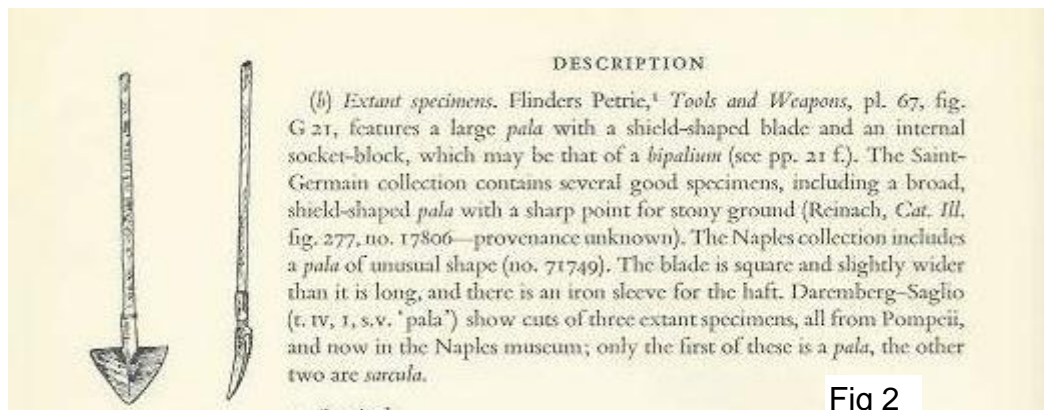 DESCRIPTION
(b) Extant specimens. Flinders Petrie,¹ Tools and Weapons, pl. 67, fig.
G 21, features a large pala with a shield-shaped blade and an internal
socket-block, which may be that of a bipalium (see pp. 21 f.). The Saint-
Germain collection contains several good specimens, including a broad,
shield-shaped pala with a sharp point for stony ground (Reinach, Cat. Ill.
fig. 277, no. 17806—provenance unknown). The Naples collection includes
a pala of unusual shape (no. 71749). The blade is square and slightly wider
than it is long, and there is an iron sleeve for the haft. Daremberg–Saglio
(t. IV, 1, s.v. 'pala') show cuts of three extant specimens, all from Pompeii,
and now in the Naples museum; only the first of these is a pala, the other
two are sarcula.
Fig 2